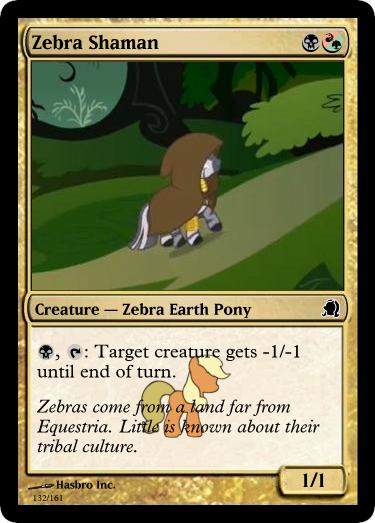 Zebra Shaman
Creature — Zebra Earth Pony
, : Target creature gets -1/-1
until end of turn.
Zebras come from a land far from
Equestria. Little is known about their
tribal culture.
Hasbro Inc.
132/161
1/1